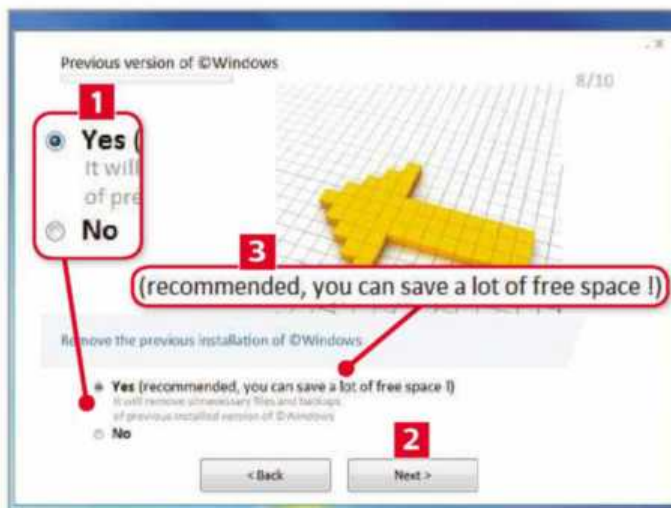 Previous version of ©Windows
8/10
1
Yes (
It will
of pre
No
3
(recommended, you can save a lot of free space !)
Remove the previous installation of ©Windows
Yes (recommended, you can save a lot of free space !)
It will remove unnecessary files and backups
of previous installed version of ©Windows
No
2
< Back
Next >